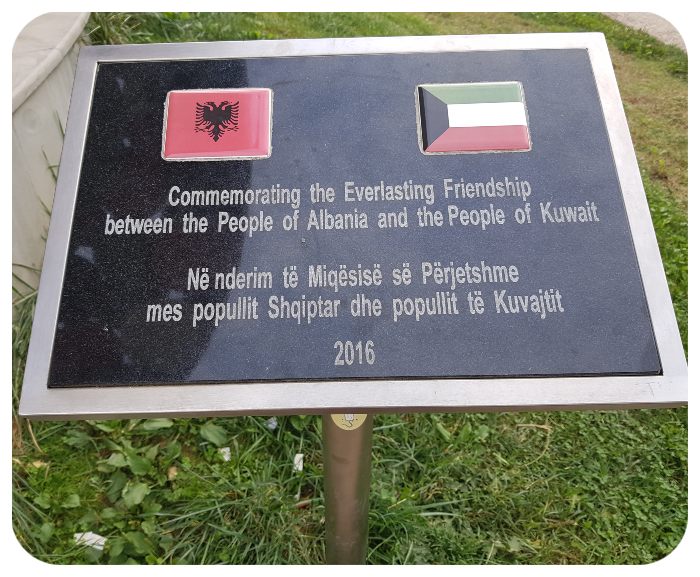 Commemorating the Everlasting Friendship
between the People of Albania and the People of Kuwait
Në nderim të Miqësisë së Përjetshme
mes popullit Shqiptar dhe popullit të Kuvajtit
2016